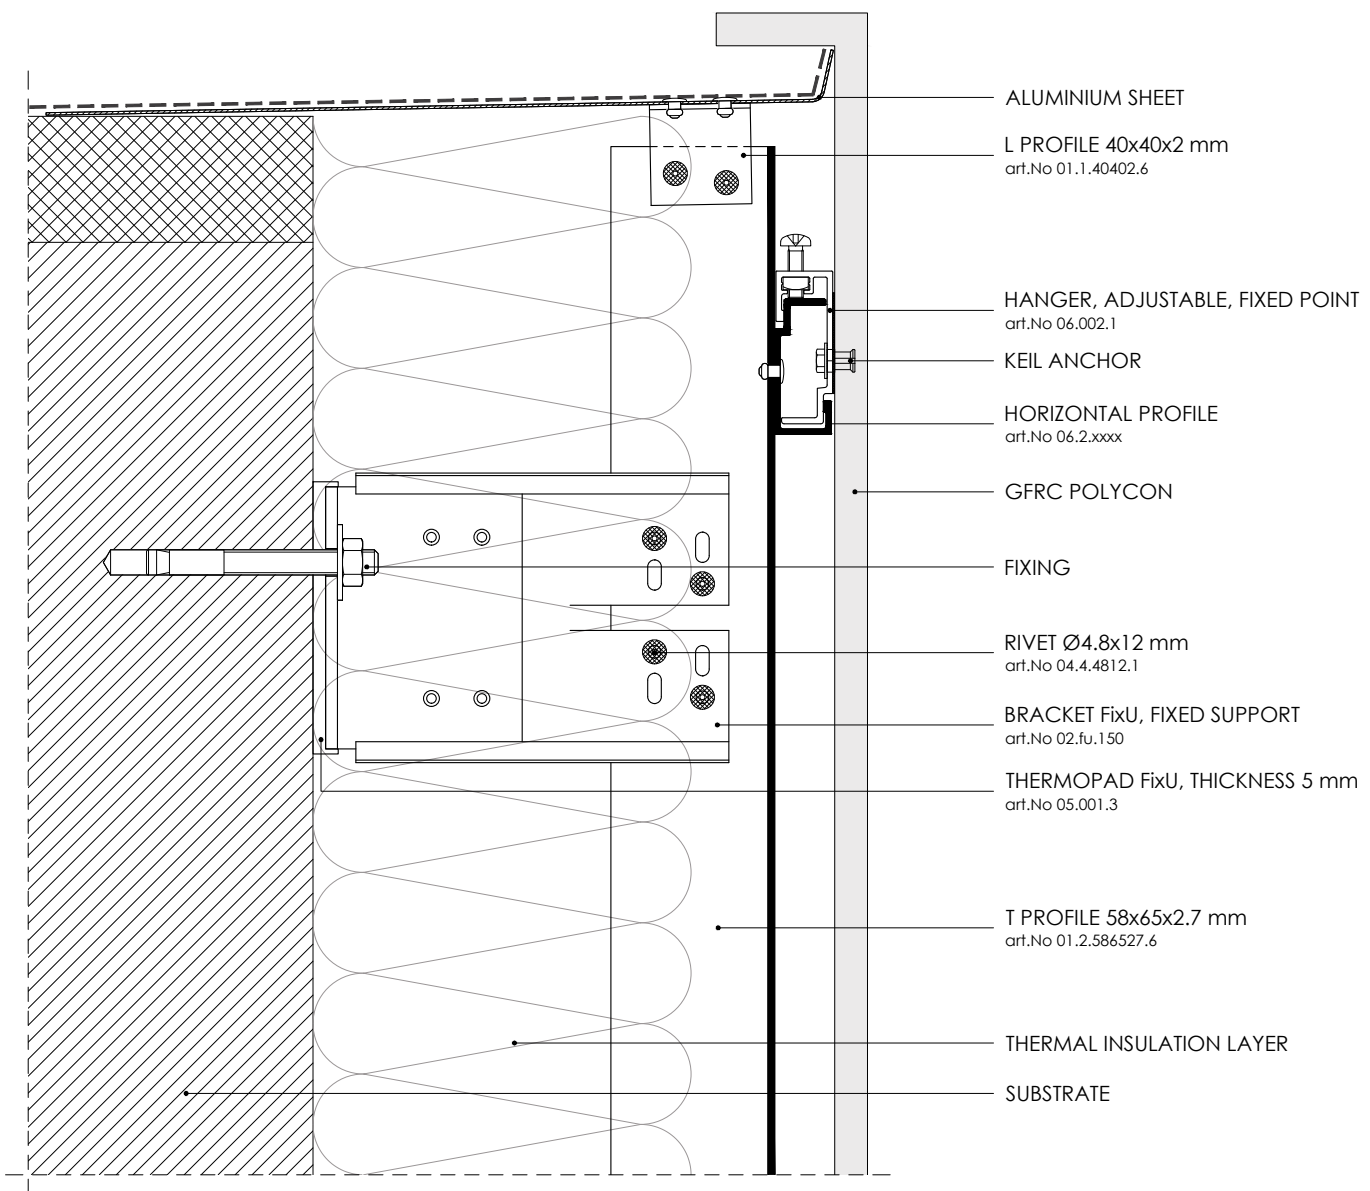 ALUMINIUM SHEET
L PROFILE 40x40x2 mm
art.No 01.1.40402.6
HANGER, ADJUSTABLE, FIXED POINT
art.No 06.002.1
KEIL ANCHOR
HORIZONTAL PROFILE
art.No 06.2.xxxx
GFRC POLYCON
FIXING
RIVET Ø4.8x12 mm
art.No 04.4.4812.1
BRACKET FixU, FIXED SUPPORT
art.No 02.fu.150
THERMOPAD FixU, THICKNESS 5 mm
art.No 05.001.3
T PROFILE 58x65x2.7 mm
art.No 01.2.586527.6
THERMAL INSULATION LAYER
SUBSTRATE